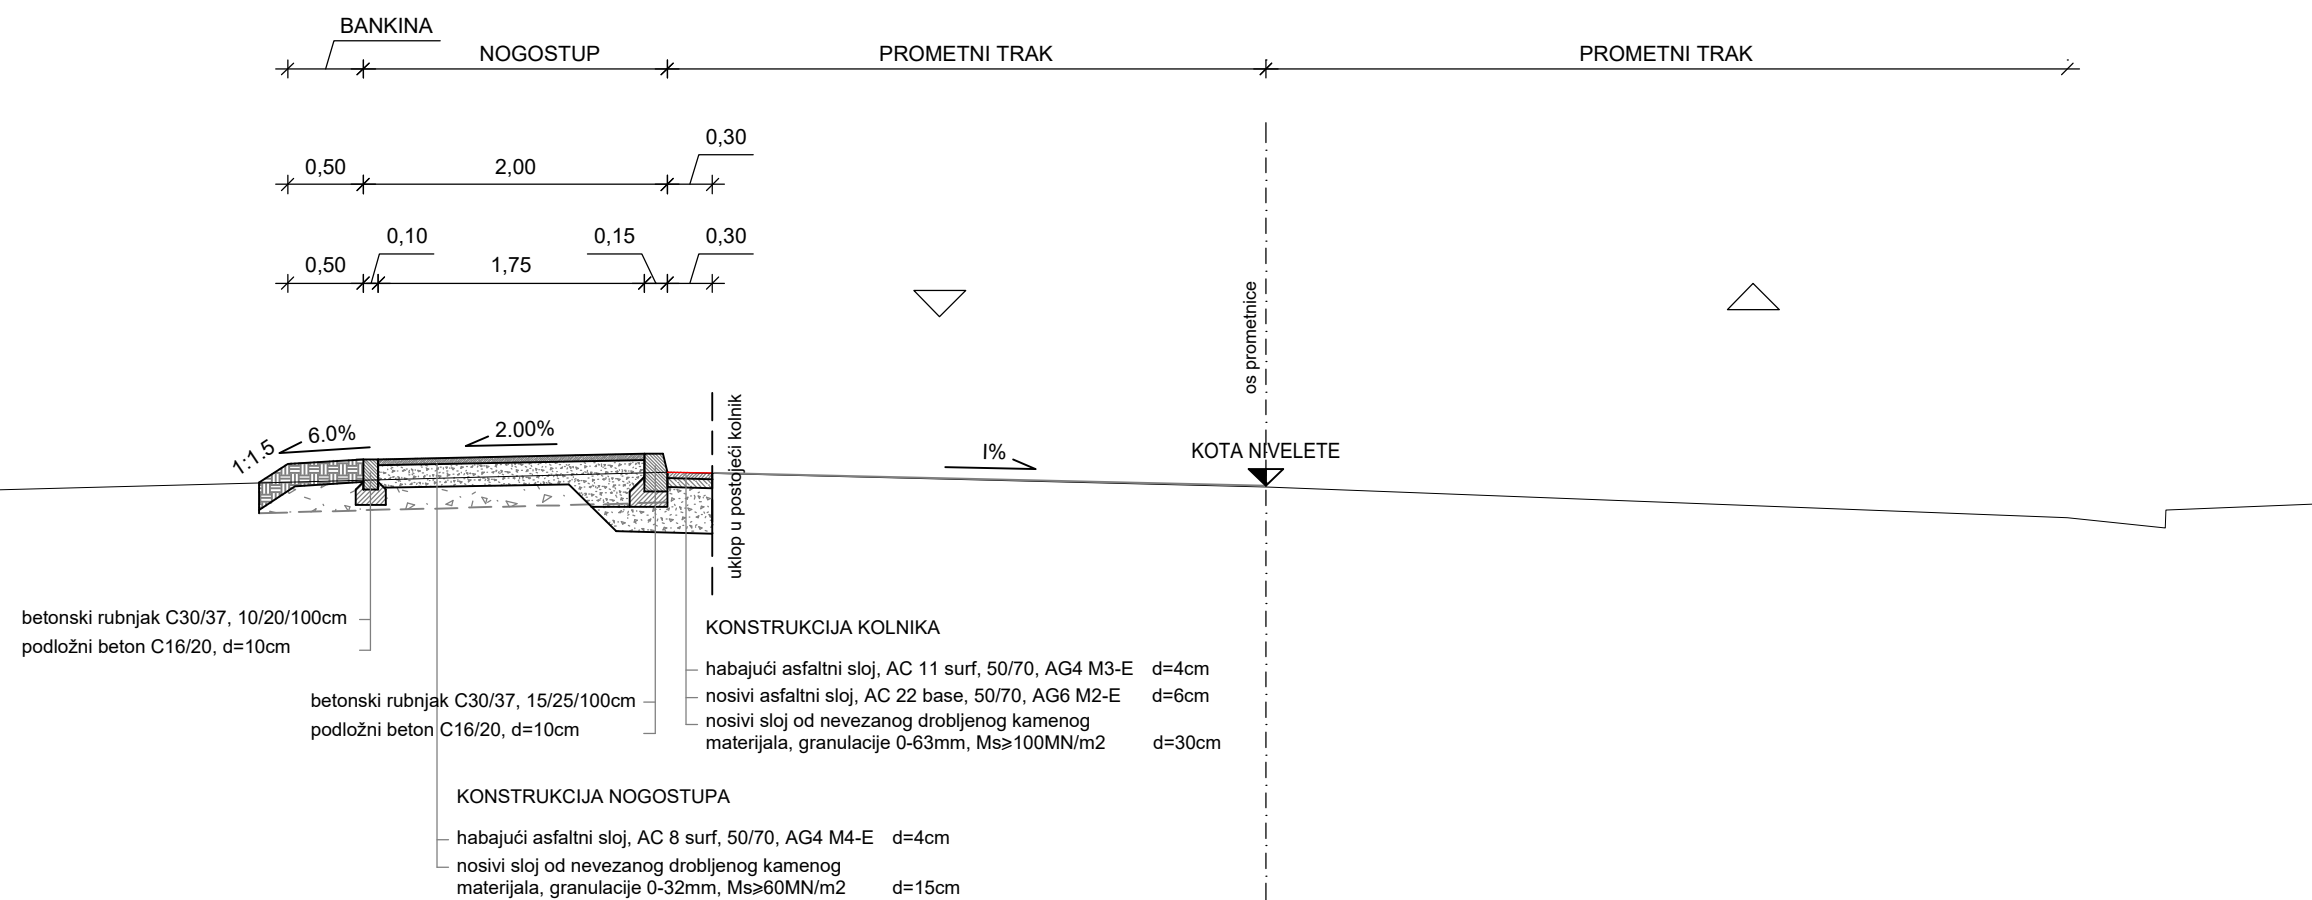 BANKINA
NOGOSTUP
PROMETNI TRAK
PROMETNI TRAK
0,30
0,50
2,00
0,10
0,15
0,30
0,50
1,75
os prometnice
uklop u postojeći kolnik
1:1.5
6.0%
2.00%
I%
KOTA NIVELETE
betonski rubnjak C30/37, 10/20/100cm
podložni beton C16/20, d=10cm
betonski rubnjak C30/37, 15/25/100cm
podložni beton C16/20, d=10cm
KONSTRUKCIJA KOLNIKA
habajući asfaltni sloj, AC 11 surf, 50/70, AG4 M3-E d=4cm
nosivi asfaltni sloj, AC 22 base, 50/70, AG6 M2-E d=6cm
nosivi sloj od nevezanog drobljenog kamenog
materijala, granulacije 0-63mm, Ms≥100MN/m2 d=30cm
KONSTRUKCIJA NOGOSTUPA
habajući asfaltni sloj, AC 8 surf, 50/70, AG4 M4-E d=4cm
nosivi sloj od nevezanog drobljenog kamenog
materijala, granulacije 0-32mm, Ms≥60MN/m2 d=15cm